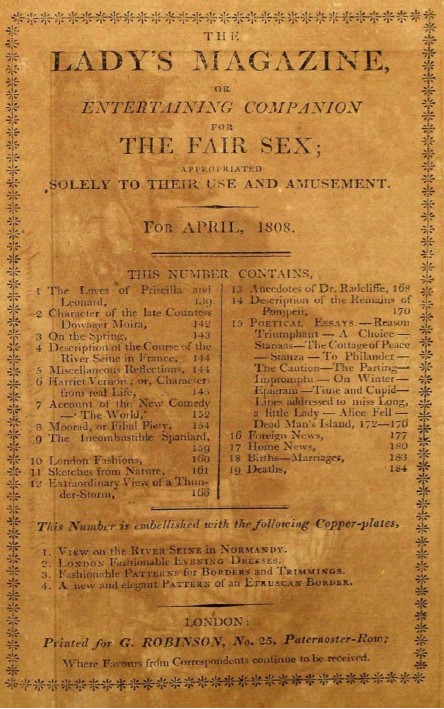 THE
LADY'S MAGAZINE,
OR
ENTERTAINING COMPANION
FOR
THE FAIR SEX;
APPROPRIATED
SOLELY TO THEIR USE AND AMUSEMENT.
For APRIL, 1808.
THIS NUMBER CONTAINS,
1 The Loves of Priscilla and
Leonard, 139
2 Character of the late Countess
Dowager Moira, 142
3 On the Spring, 143
4 Description of the Course of the
River Seine in France, 144
5 Miscellaneous Reflections, 144
6 Harriet Vernon; or, Characters
from real Life,
7 Account of the New Comedy
—'The World,' 152
8 Moorad, or Filial Piety, 154
9 The Incombustible Spaniard,
159
10 London Fashions, 160
11 Sketches from Nature, 161
12 Extraordinary View of a Thun-
der-Storm, 166
13 Anecdotes of Dr. Radcliffe, 168
14 Description of the Remains of
Pompeii, 170
15 POETICAL ESSAYS.—Reason
Triumphant—A Choice—
Stanzas—The Cottage of Peace
—Stanza—To Philander—
The Caution—The Parting—
Impromptu—On Winter—
Epigram—Time and Cupid—
Lines addressed to miss Long,
a little Lady—Alice Fell—
Dead Man's Island, 172—176
16 Foreign News, 177
17 Home News, 180
18 Births—Marriages, 183
19 Deaths, 184
This Number is embellished with the following Copper-plates,
1. VIEW on the RIVER SEINE in NORMANDY.
2. LONDON Fashionable EVENING DRESSES.
3. Fashionable PATTERNS for BORDERS and TRIMMINGS.
4. A new and elegant PATTERN of an ETRUSCAN BORDER.
LONDON:
Printed for G. ROBINSON, No. 25, Paternoster-Row;
Where Favours from Correspondents continue to be received.